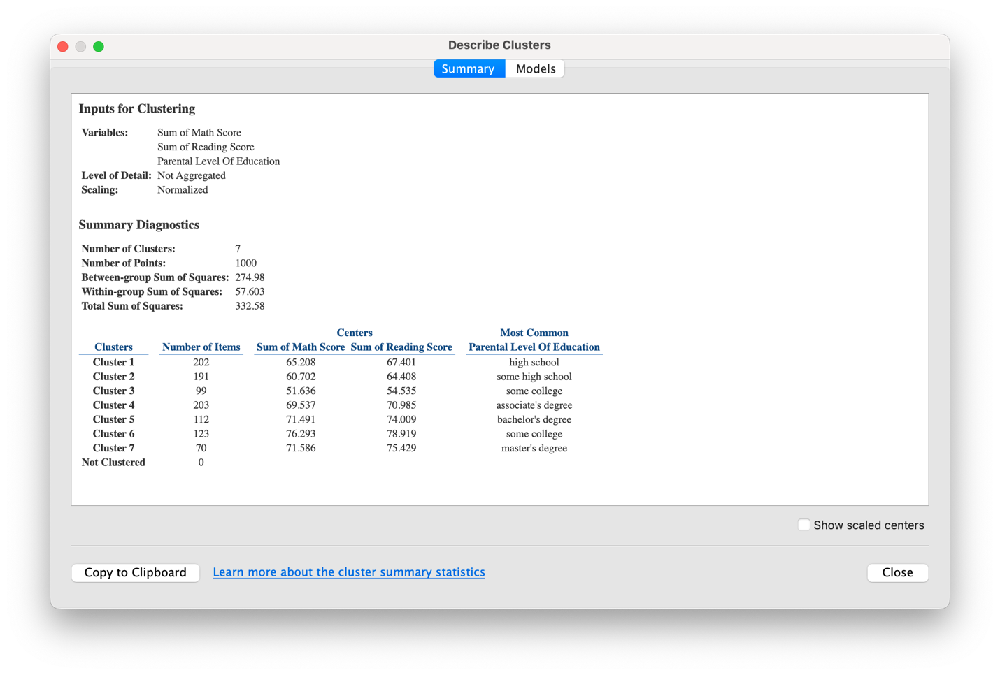 Describe Clusters
Summary Models
Inputs for Clustering
Variables: Sum of Math Score
Sum of Reading Score
Parental Level Of Education
Level of Detail: Not Aggregated
Scaling: Normalized
Summary Diagnostics
Number of Clusters: 7
Number of Points: 1000
Between-group Sum of Squares: 274.98
Within-group Sum of Squares: 57.603
Total Sum of Squares: 332.58
Centers Most Common
Clusters Number of Items Sum of Math Score Sum of Reading Score Parental Level Of Education
Cluster 1 202 65.208 67.401 high school
Cluster 2 191 60.702 64.408 some high school
Cluster 3 99 51.636 54.535 some college
Cluster 4 203 69.537 70.985 associate's degree
Cluster 5 112 71.491 74.009 bachelor's degree
Cluster 6 123 76.293 78.919 some college
Cluster 7 70 71.586 75.429 master's degree
Not Clustered 0
Show scaled centers
Copy to Clipboard Learn more about the cluster summary statistics Close